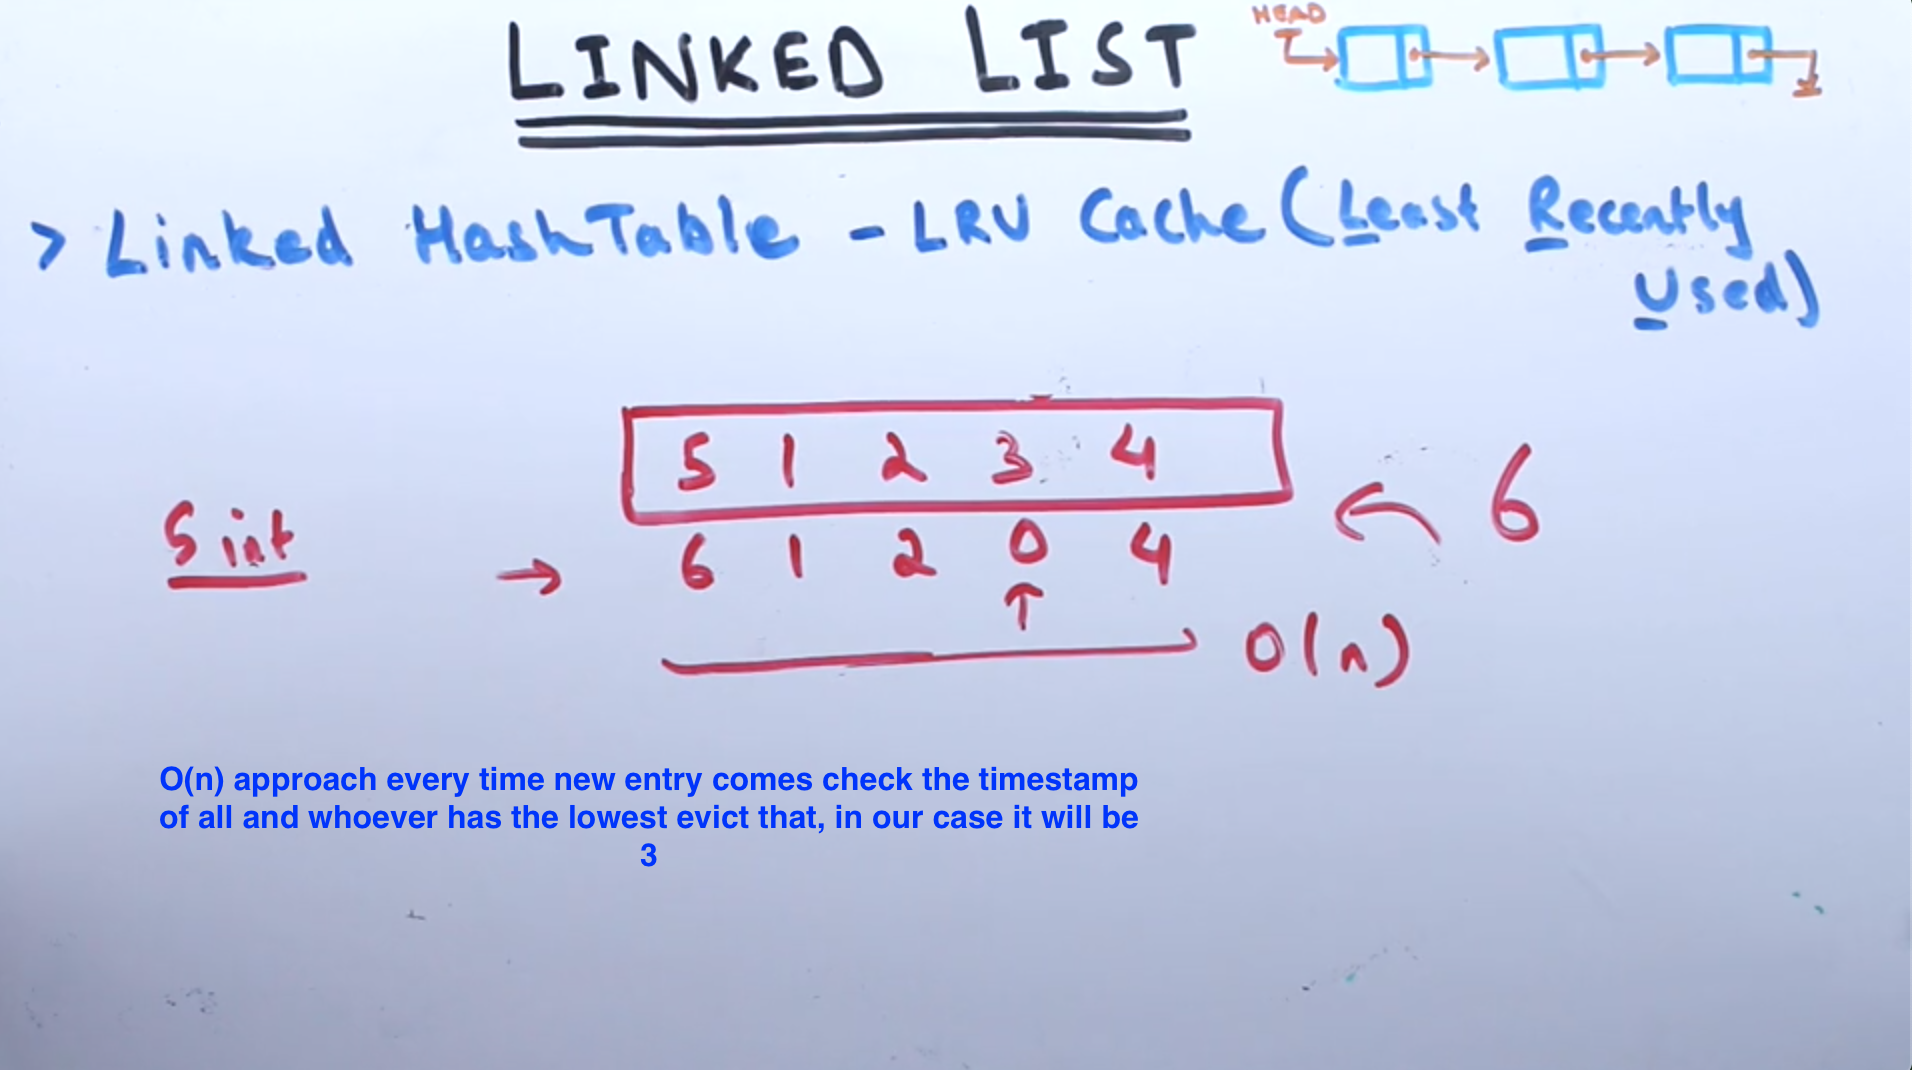 LINKED LIST
HEAD
> Linked HashTable - LRU Cache (Least Recently
Used)
5 1 2 3 4
6
5 int
→ 6 1 2 0 4
↑
O(n)
O(n) approach every time new entry comes check the timestamp
of all and whoever has the lowest evict that, in our case it will be
3